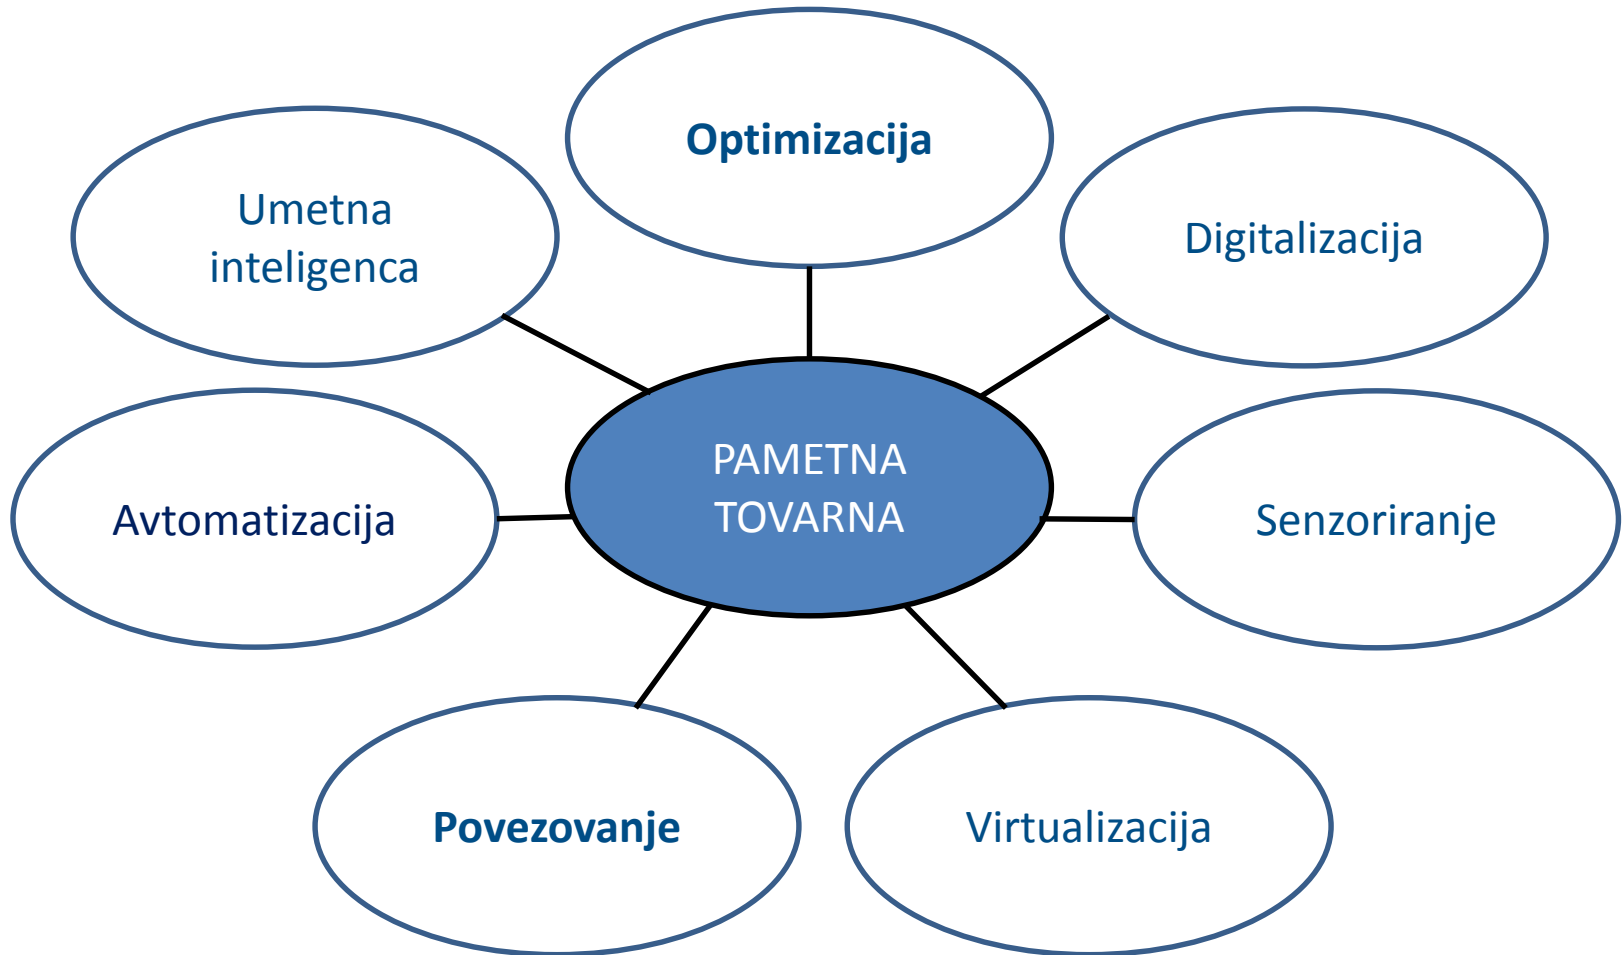 Optimizacija
Umetna
inteligenca
Digitalizacija
PAMETNA
TOVARNA
Avtomatizacija
Senzoriranje
Povezovanje
Virtualizacija